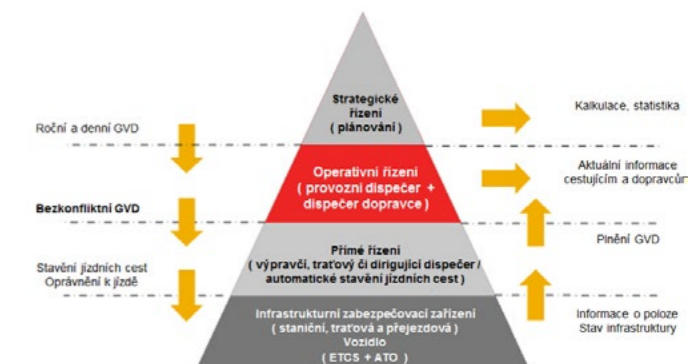 Strategické
řízení
( plánování )
Kalkulace, statistika
Roční a denní GVD
Operativní řízení
( provozní dispečer +
dispečer dopravce )
Aktuální informace
cestujícím a dopravcům
Bezkonfliktní GVD
Plnění GVD
Přímé řízení
( výpravčí, traťový či dirigující dispečer /
automatické stavění jízdních cest )
Stavění jízdních cest
Oprávnění k jízdě
Infrastrukturní zabezpečovací zařízení
( staniční, traťová a přejezdová )
Vozidlo
( ETCS + ATO )
Informace o poloze
Stav infrastruktury